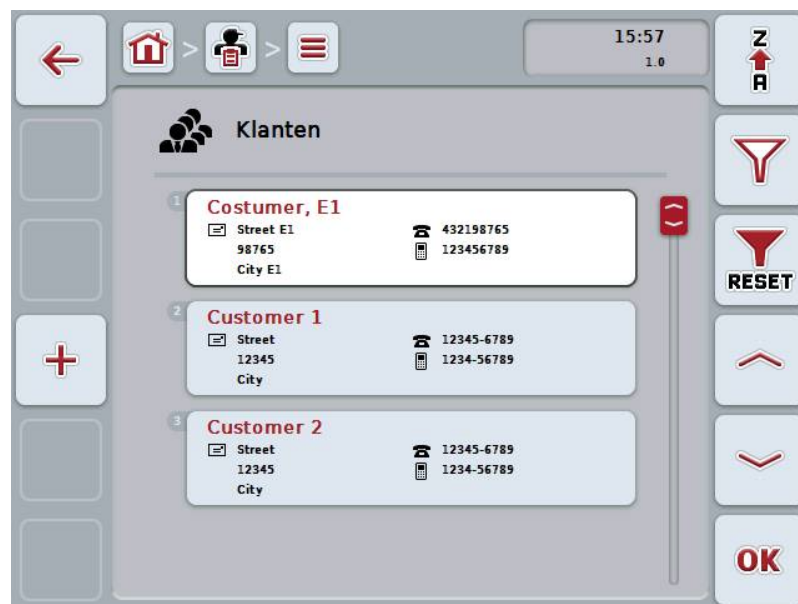 15:57
1.0
Z
A
Klanten
1
Costumer, E1
Street E1
432198765
98765
123456789
City E1
RESET
2
Customer 1
Street
12345-6789
12345
1234-56789
City
3
Customer 2
Street
12345-6789
12345
1234-56789
City
OK